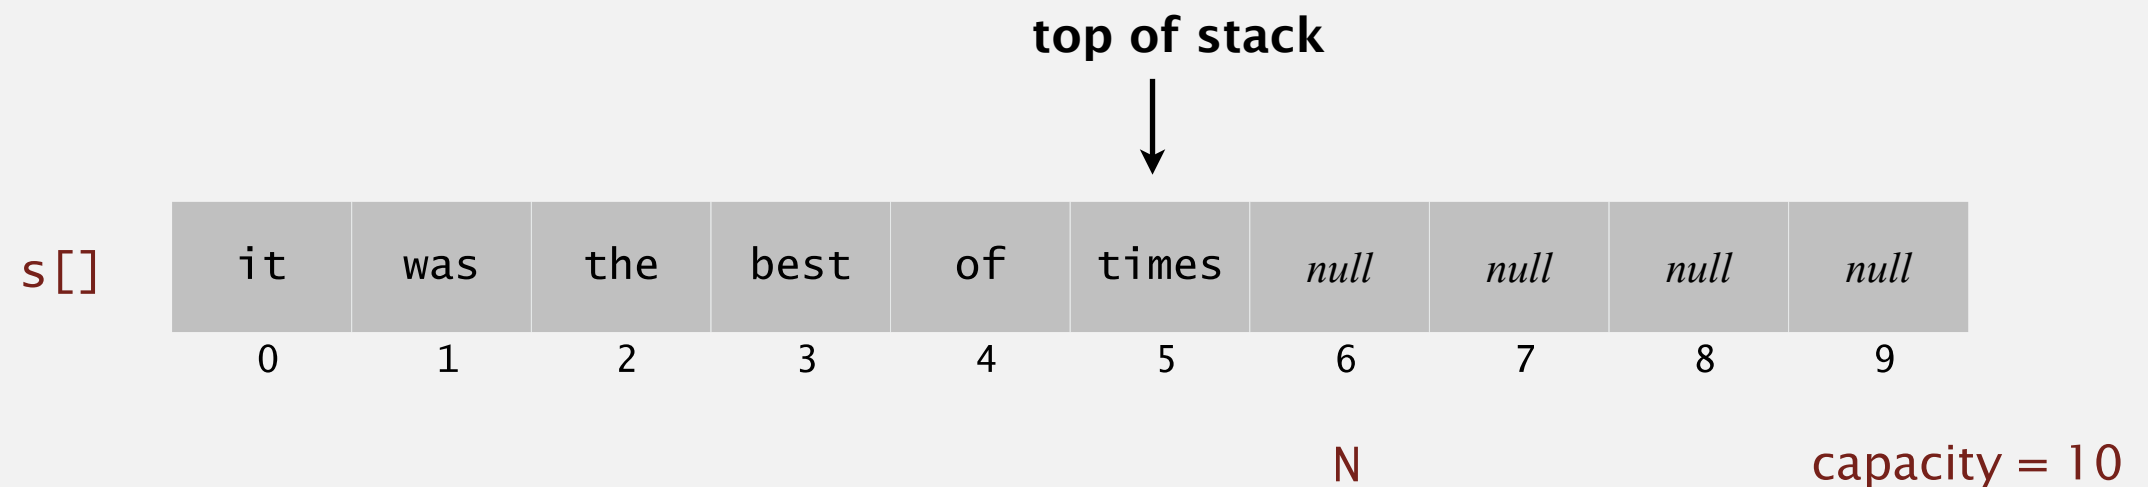 top of stack
s[] it was the best of times null null null null
0 1 2 3 4 5 6 7 8 9
N capacity = 10